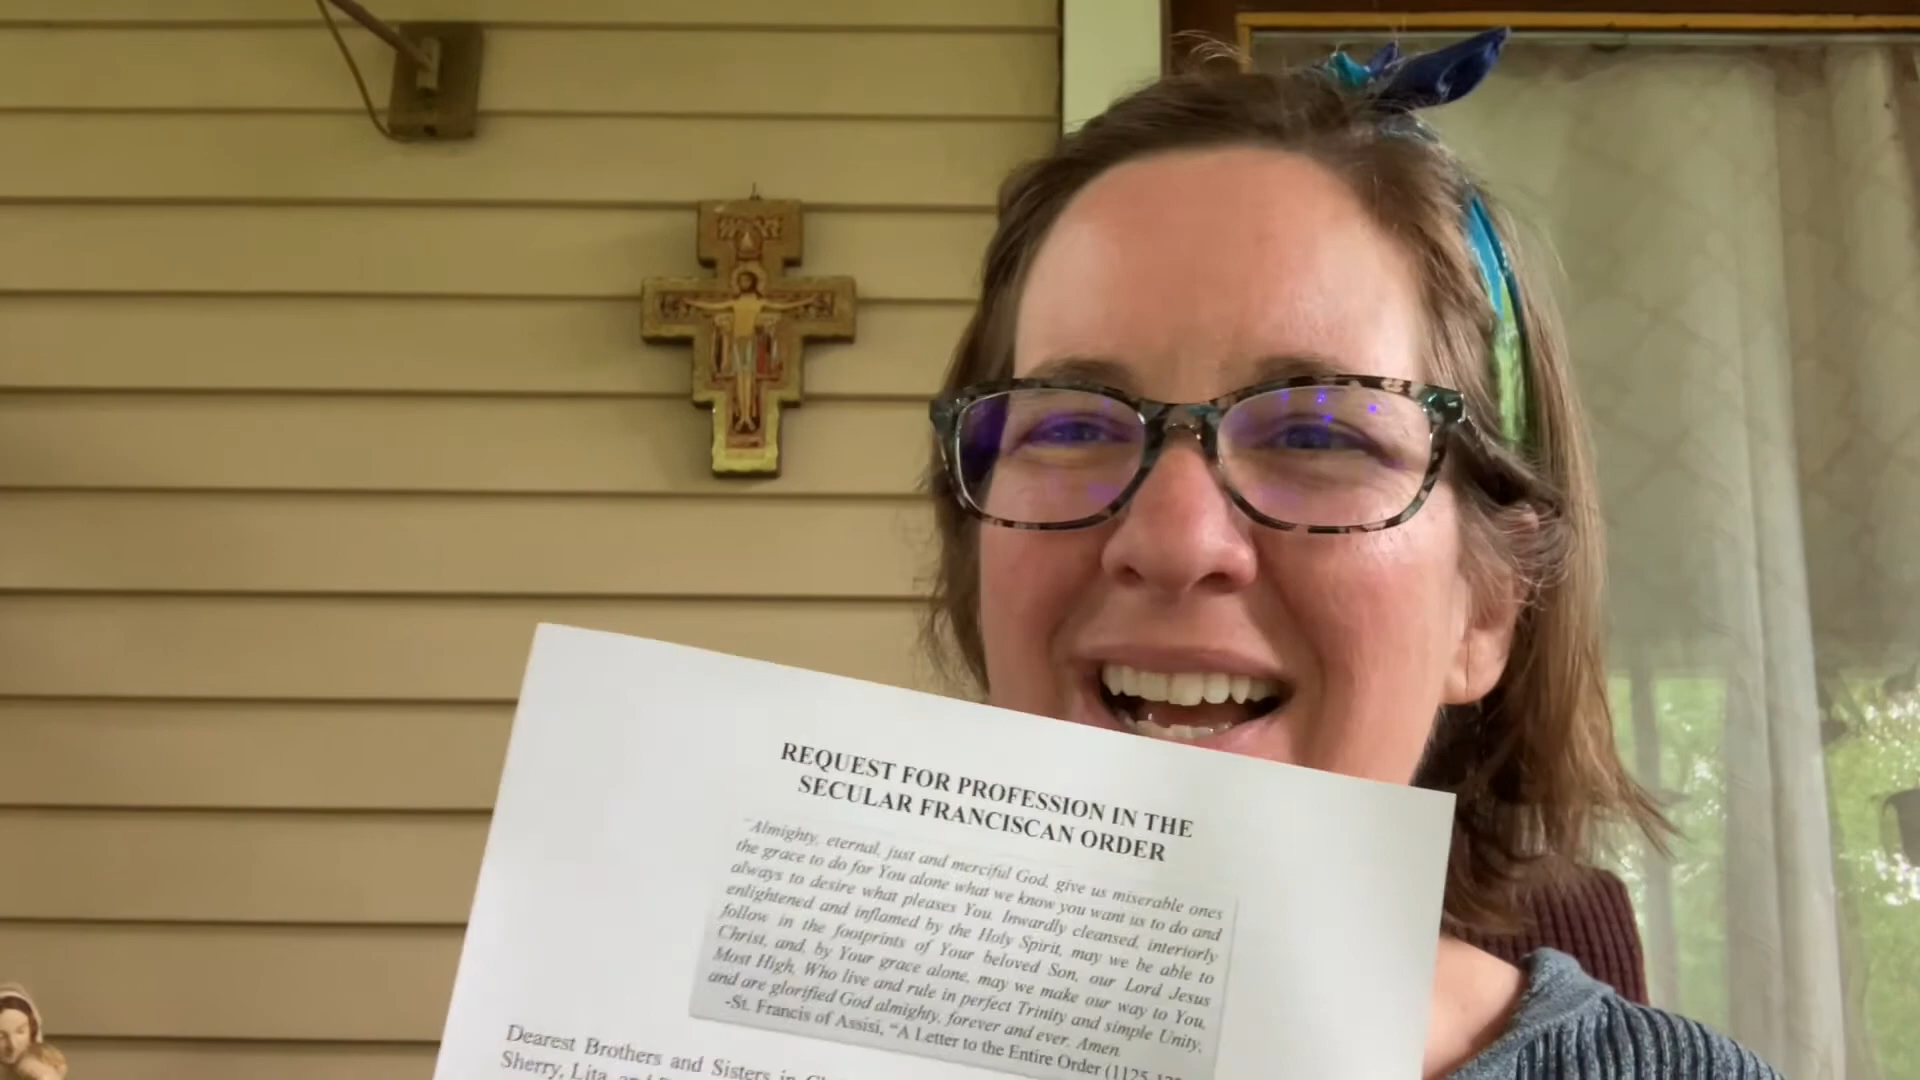 REQUEST FOR PROFESSION IN THE
SECULAR FRANCISCAN ORDER
"Almighty, eternal, just and merciful God, give us miserable ones
the grace to do for You alone what we know you want us to do and
always to desire what pleases You. Inwardly cleansed, interiorly
enlightened and inflamed by the Holy Spirit, may we be able to
follow in the footprints of Your beloved Son, our Lord Jesus
Christ, and, by Your grace alone, may we make our way to You,
Most High, Who live and rule in perfect Trinity and simple Unity,
and are glorified God almighty, forever and ever. Amen.
-St. Francis of Assisi, "A Letter to the Entire Order (1125-
Dearest Brothers and Sisters in
Sherry, Lita, and